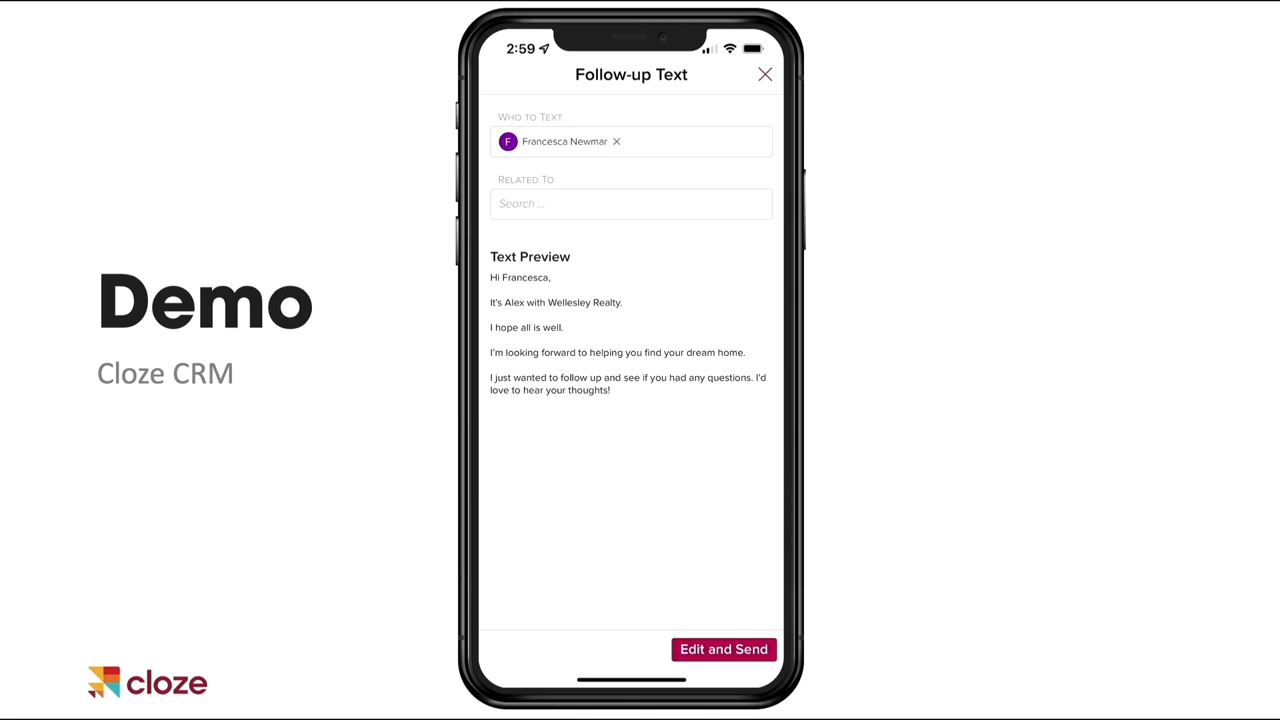 Demo
Cloze CRM
cloze
2:59
Follow-up Text
WHO TO TEXT
F Francesca Newmar
RELATED TO
Search ...
Text Preview
Hi Francesca,
It's Alex with Wellesley Realty.
I hope all is well.
I'm looking forward to helping you find your dream home.
I just wanted to follow up and see if you had any questions. I'd
love to hear your thoughts!
Edit and Send